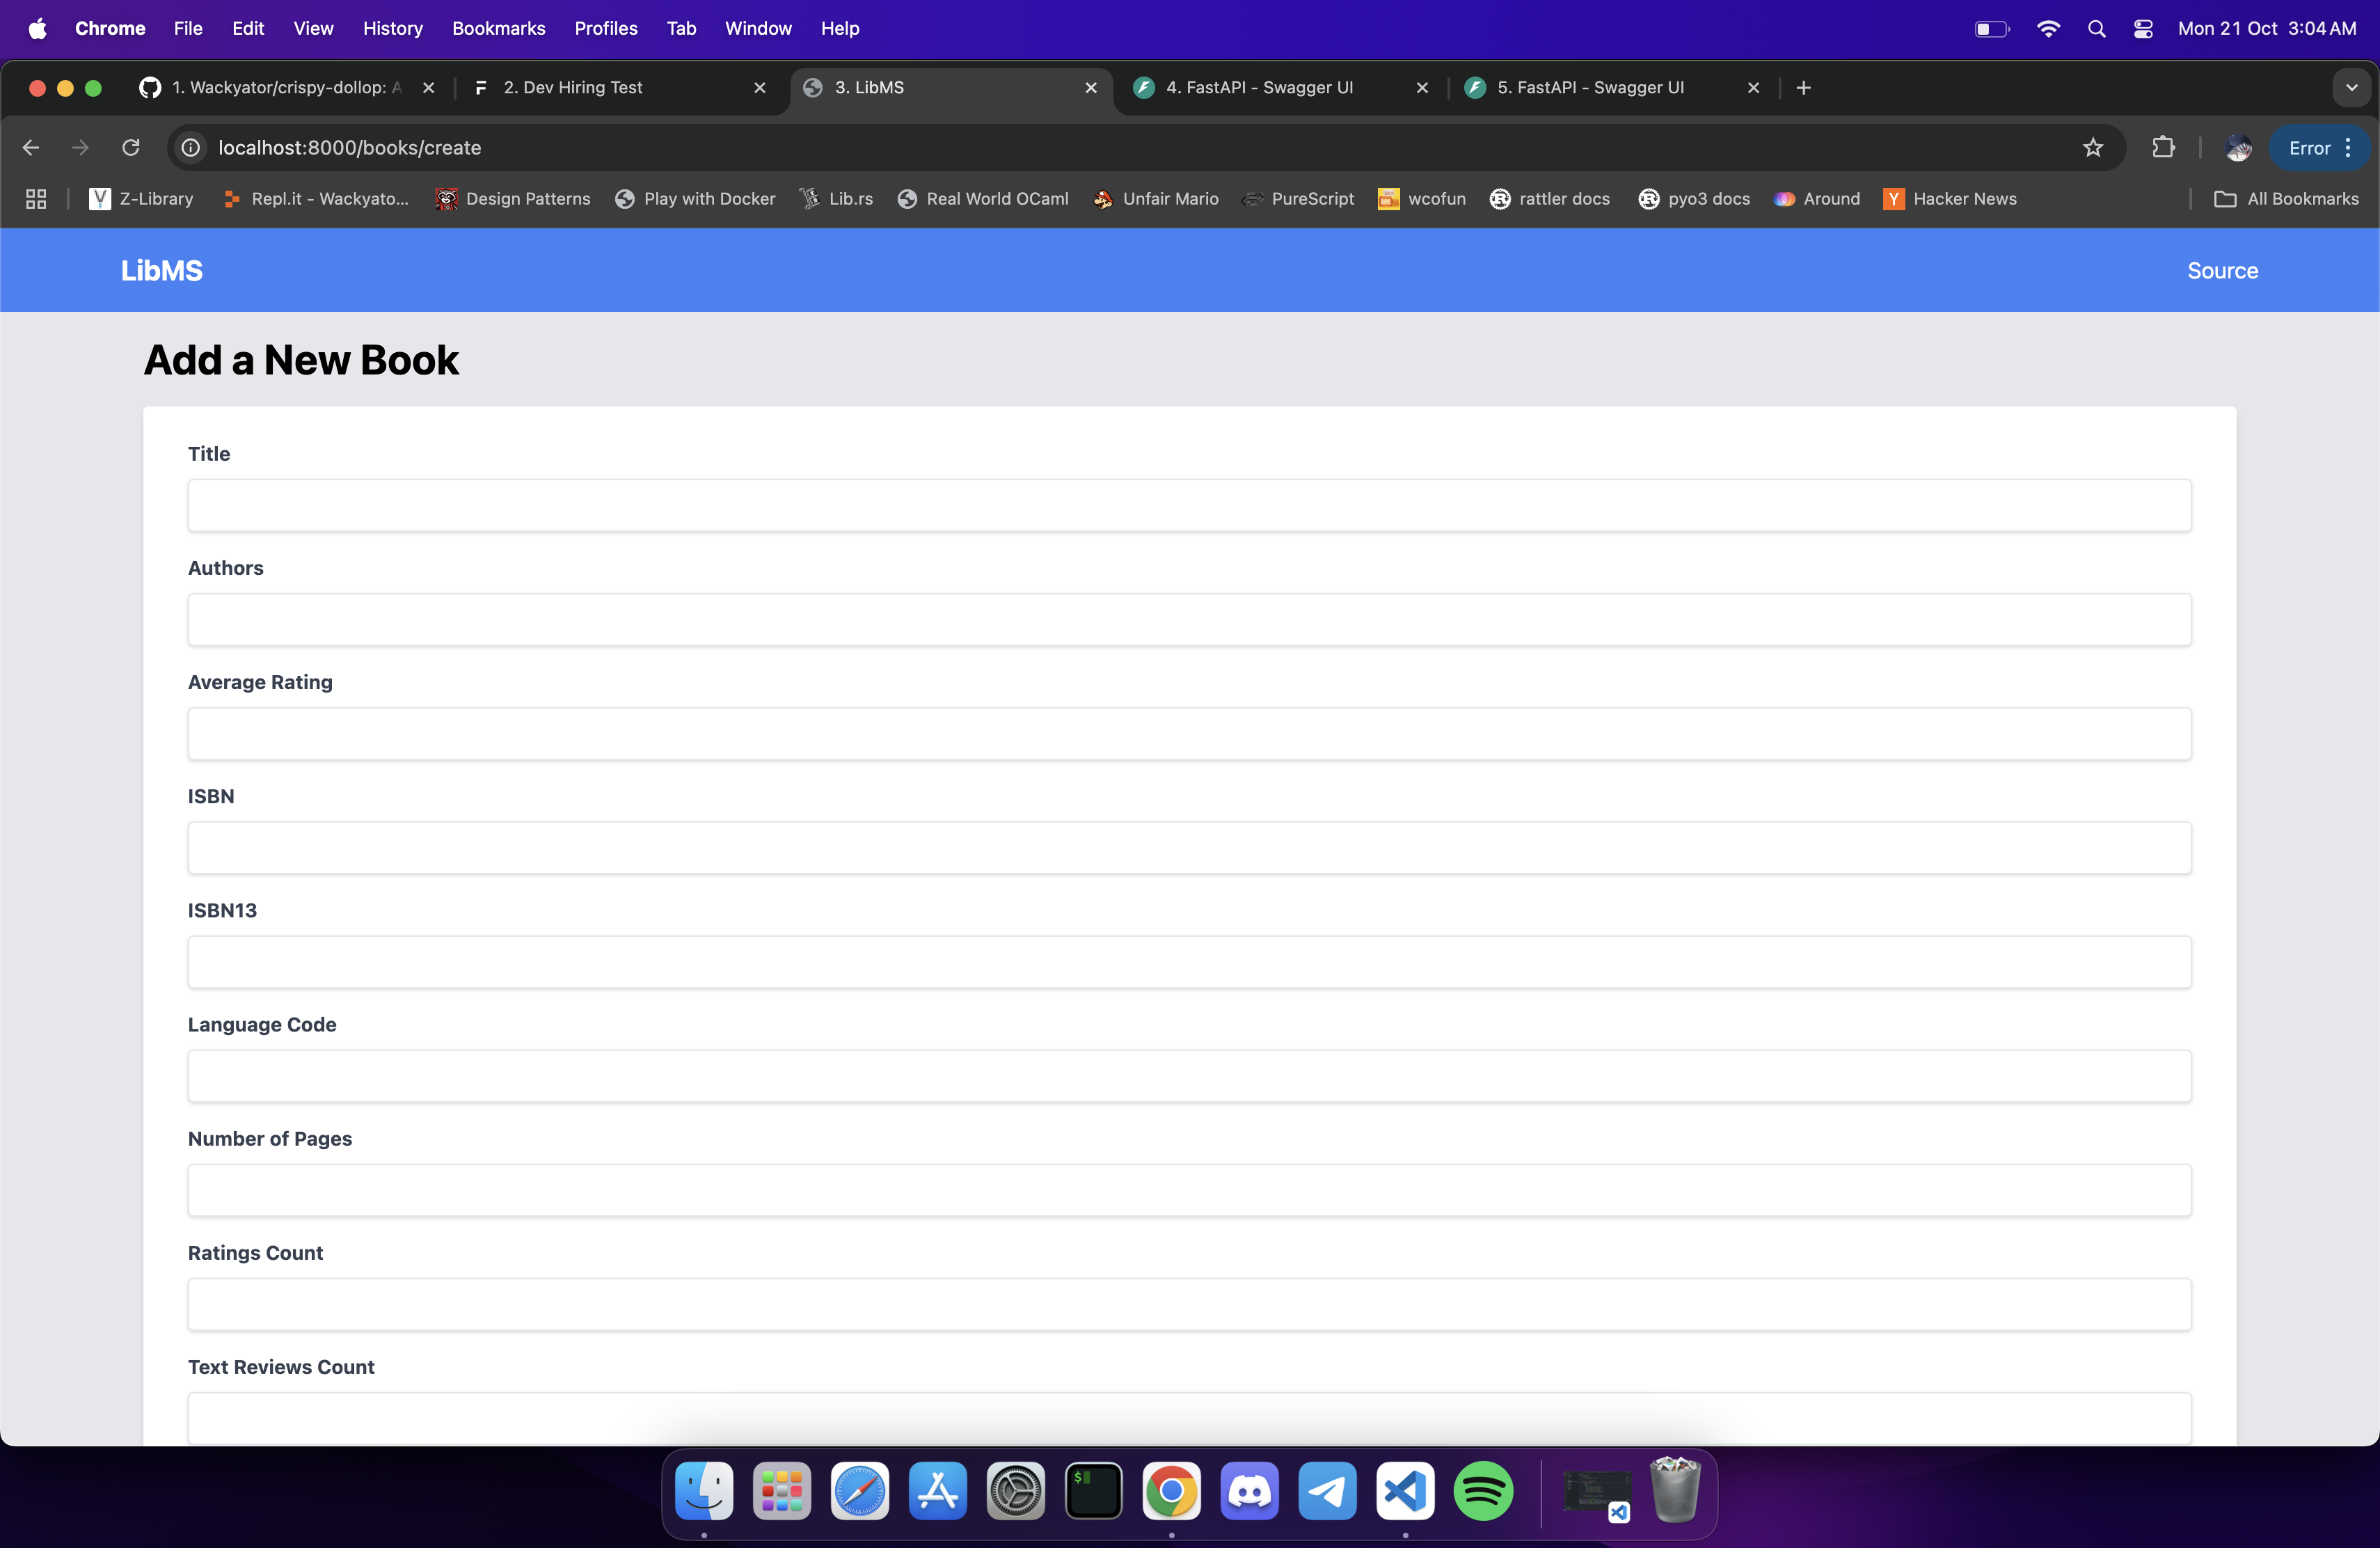 Chrome File Edit View History Bookmarks Profiles Tab Window Help Mon 21 Oct 3:04 AM
1. Wackyator/crispy-dollop: A 2. Dev Hiring Test 3. LibMS 4. FastAPI - Swagger UI 5. FastAPI - Swagger UI
localhost:8000/books/create Error
Z-Library Repl.it - Wackyato... Design Patterns Play with Docker Lib.rs Real World OCaml Unfair Mario PureScript wcofun rattler docs pyo3 docs Around Hacker News All Bookmarks
LibMS Source
Add a New Book
Title
Authors
Average Rating
ISBN
ISBN13
Language Code
Number of Pages
Ratings Count
Text Reviews Count